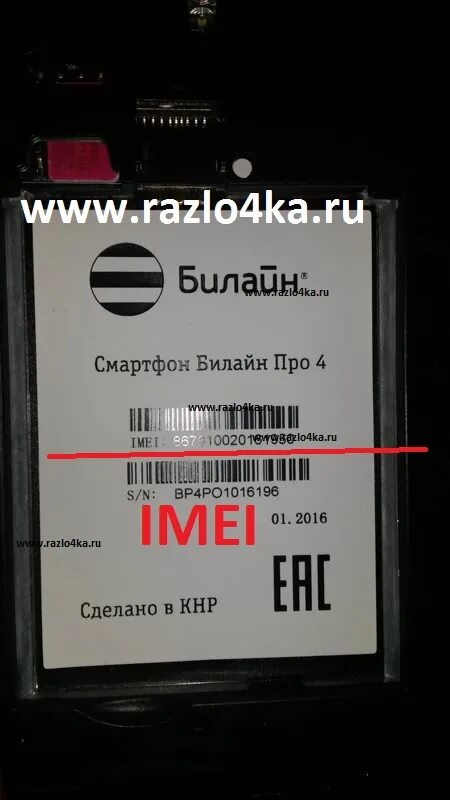 www.razlo4ka.ru
Билайн®
www.razlo4ka.ru
Смартфон Билайн Про 4
www.razlo4ka.ru
IMEI:
www.razlo4ka.ru
S/N: BP4PO1016196
IMEI
01.2016
www.razlo4ka.ru
Сделано в КНР
EAC